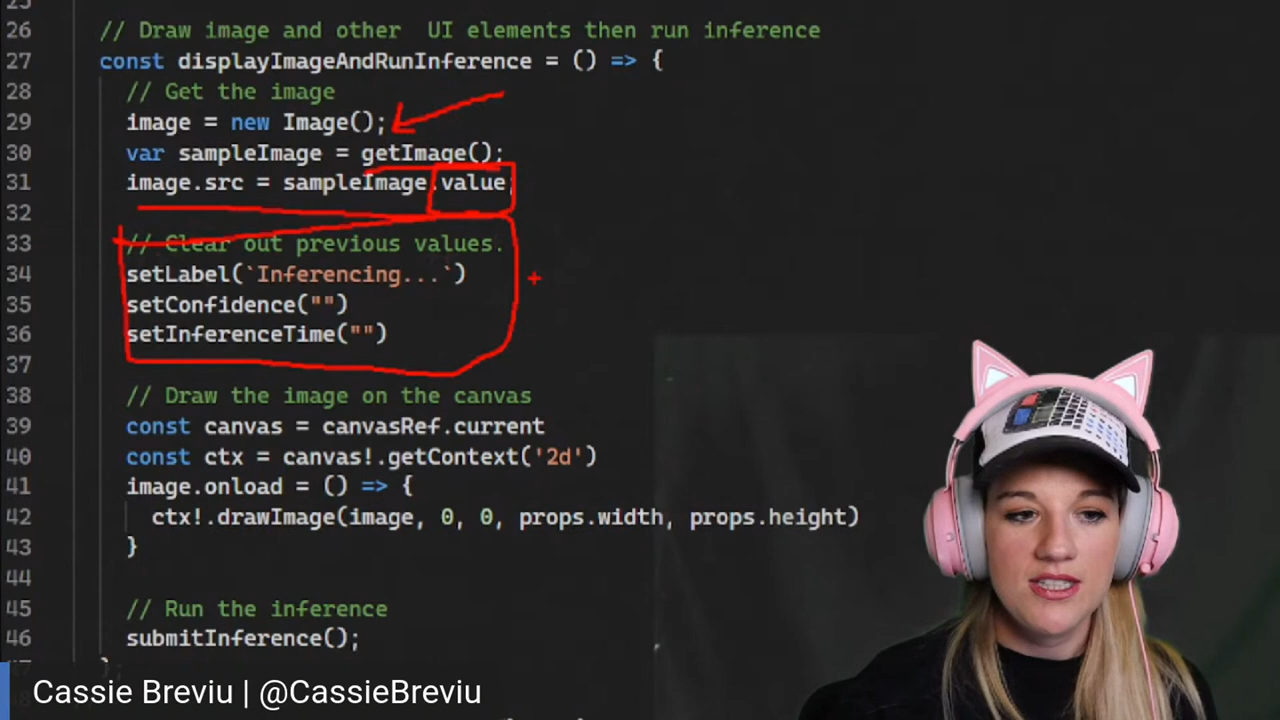 26 // Draw image and other  UI elements then run inference
27 const displayImageAndRunInference = () => {
28 // Get the image
29 image = new Image();
30 var sampleImage = getImage();
31 image.src = sampleImage.value;
32
33 // Clear out previous values.
34 setLabel(`Inferencing...`)
35 setConfidence("")
36 setInferenceTime("")
37
38 // Draw the image on the canvas
39 const canvas = canvasRef.current
40 const ctx = canvas!.getContext('2d')
41 image.onload = () => {
42 ctx!.drawImage(image, 0, 0, props.width, props.height)
43 }
44
45 // Run the inference
46 submitInference();
Cassie Breviu | @CassieBreviu